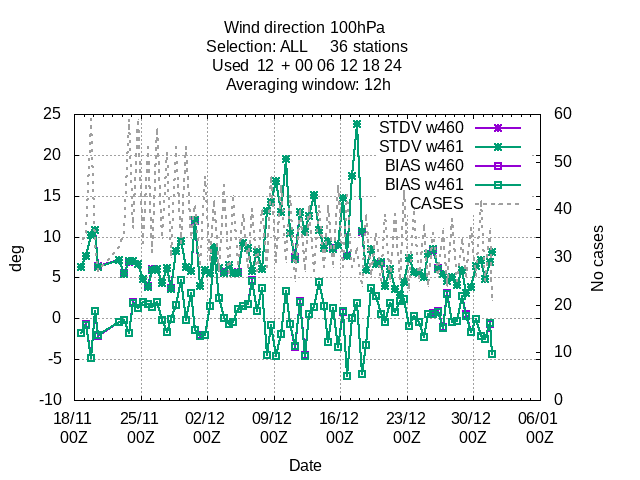 Wind direction 100hPa
Selection: ALL 36 stations
Used 12 + 00 06 12 18 24
Averaging window: 12h
25
20
15
10
5
0
-5
-10
deg
60
50
40
30
20
10
0
No cases
STDV w460
STDV w461
BIAS w460
BIAS w461
CASES
18/11 25/11 02/12 09/12 16/12 23/12 30/12 06/01
00Z 00Z 00Z 00Z 00Z 00Z 00Z 00Z
Date